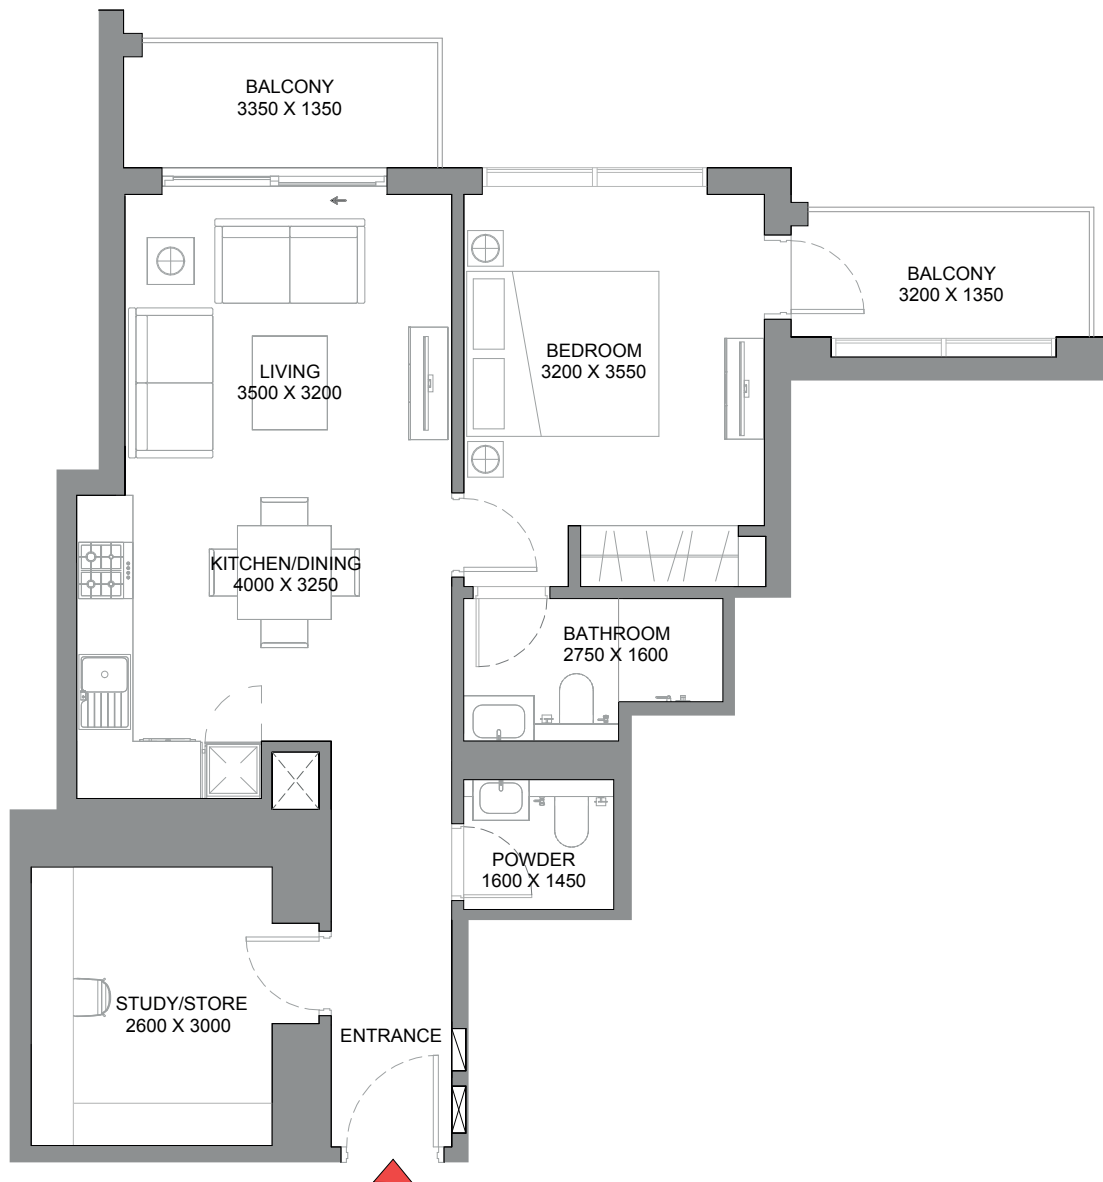 BALCONY
3350 X 1350
BALCONY
3200 X 1350
BEDROOM
3200 X 3550
LIVING
3500 X 3200
KITCHEN/DINING
4000 X 3250
BATHROOM
2750 X 1600
POWDER
1600 X 1450
STUDY/STORE
2600 X 3000
ENTRANCE